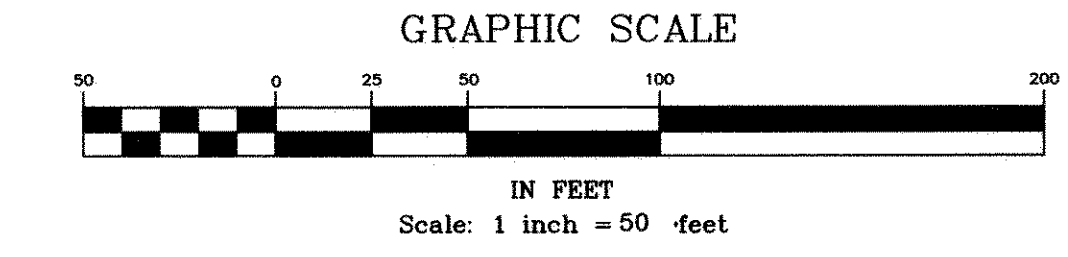 GRAPHIC SCALE
50 0 25 50 100 200
IN FEET
Scale: 1 inch = 50 feet